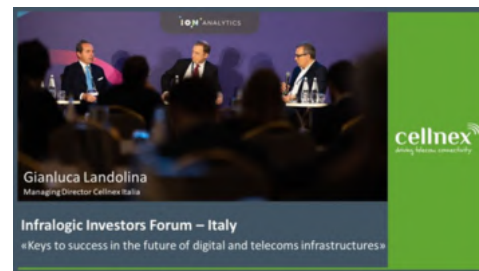 ION ANALYTICS
cellnex
driving telecom connectivity
Gianluca Landolina
Managing Director Cellnex Italia
Infralogic Investors Forum – Italy
«Keys to success in the future of digital and telecoms infrastructures»